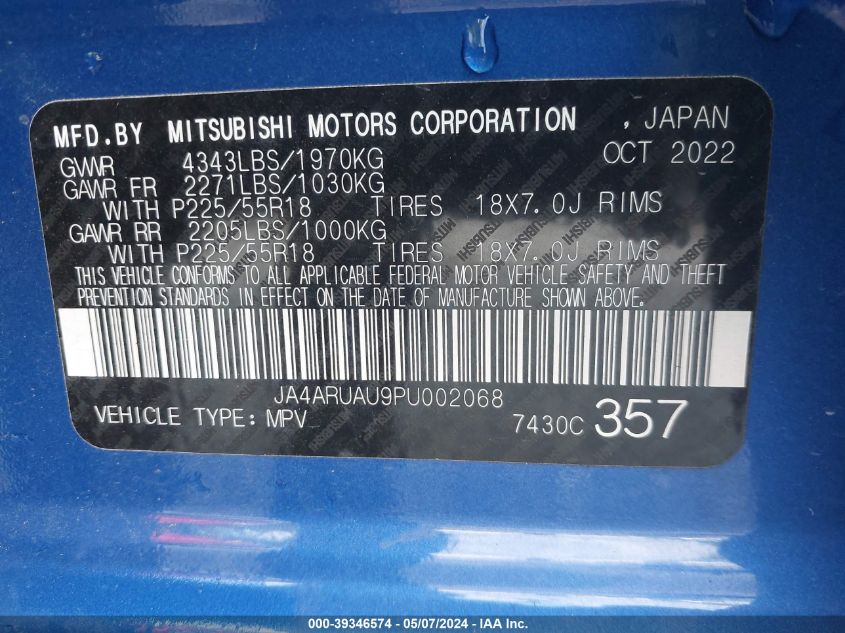 MFD.BY MITSUBISHI MOTORS CORPORATION , JAPAN
GVWR 4343LBS/1970KG OCT 2022
GAWR FR 2271LBS/1030KG
WITH P225/55R18 TIRES 18X7.0J RIMS
GAWR RR 2205LBS/1000KG
WITH P225/55R18 TIRES 18X7.0J RIMS
THIS VEHICLE CONFORMS TO ALL APPLICABLE FEDERAL MOTOR VEHICLE SAFETY AND THEFT
PREVENTION STANDARDS IN EFFECT ON THE DATE OF MANUFACTURE SHOWN ABOVE.
JA4ARUAU9PU002068
VEHICLE TYPE: MPV 7430C 357
000-39346574 - 05/07/2024 - IAA Inc.